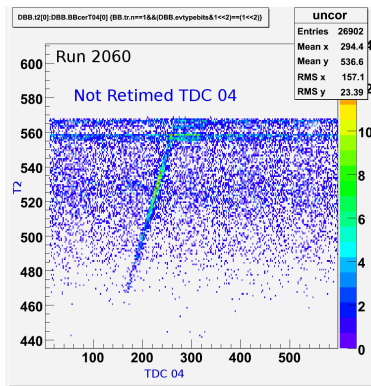 DBB.t2[0]:DBB.BBcerT04[0] {BB.tr.n==1&&(DBB.evtypebits&1<<2)==(1<<2)}
uncor
Entries 26902
Mean x 294.4
Mean y 536.6
RMS x 157.1
RMS y 23.39
Run 2060
Not Retimed TDC 04
600
580
560
540
520
500
480
460
440
T2
100
200
300
400
500
TDC 04
10
8
6
4
2
0